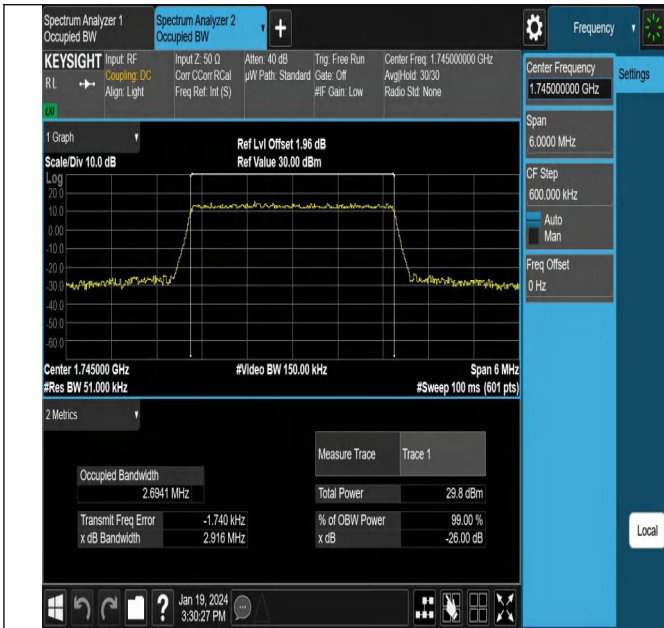 Spectrum Analyzer 1
Occupied BW
Spectrum Analyzer 2
Occupied BW
Frequency
KEYSIGHT
RL
LXI
Input: RF
Coupling: DC
Align: Light
Input Z: 50 Ω
Corr CCorr RCal
Freq Ref: Int (S)
Atten: 40 dB
µW Path: Standard
Trig: Free Run
Gate: Off
#IF Gain: Low
Center Freq: 1.745000000 GHz
Avg|Hold: 30/30
Radio Std: None
Center Frequency
1.745000000 GHz
Settings
Span
6.0000 MHz
CF Step
600.000 kHz
Auto
Man
Freq Offset
0 Hz
1 Graph
Scale/Div 10.0 dB
Ref Lvl Offset 1.96 dB
Ref Value 30.00 dBm
Log
20.0
10.0
0.00
-10.0
-20.0
-30.0
-40.0
-50.0
-60.0
Center 1.745000 GHz
#Res BW 51.000 kHz
#Video BW 150.00 kHz
Span 6 MHz
#Sweep 100 ms (601 pts)
2 Metrics
Measure Trace
Trace 1
Occupied Bandwidth
2.6941 MHz
Total Power
29.8 dBm
Transmit Freq Error
-1.740 kHz
% of OBW Power
99.00 %
x dB Bandwidth
2.916 MHz
x dB
-26.00 dB
Local
?
Jan 19, 2024
3:30:27 PM